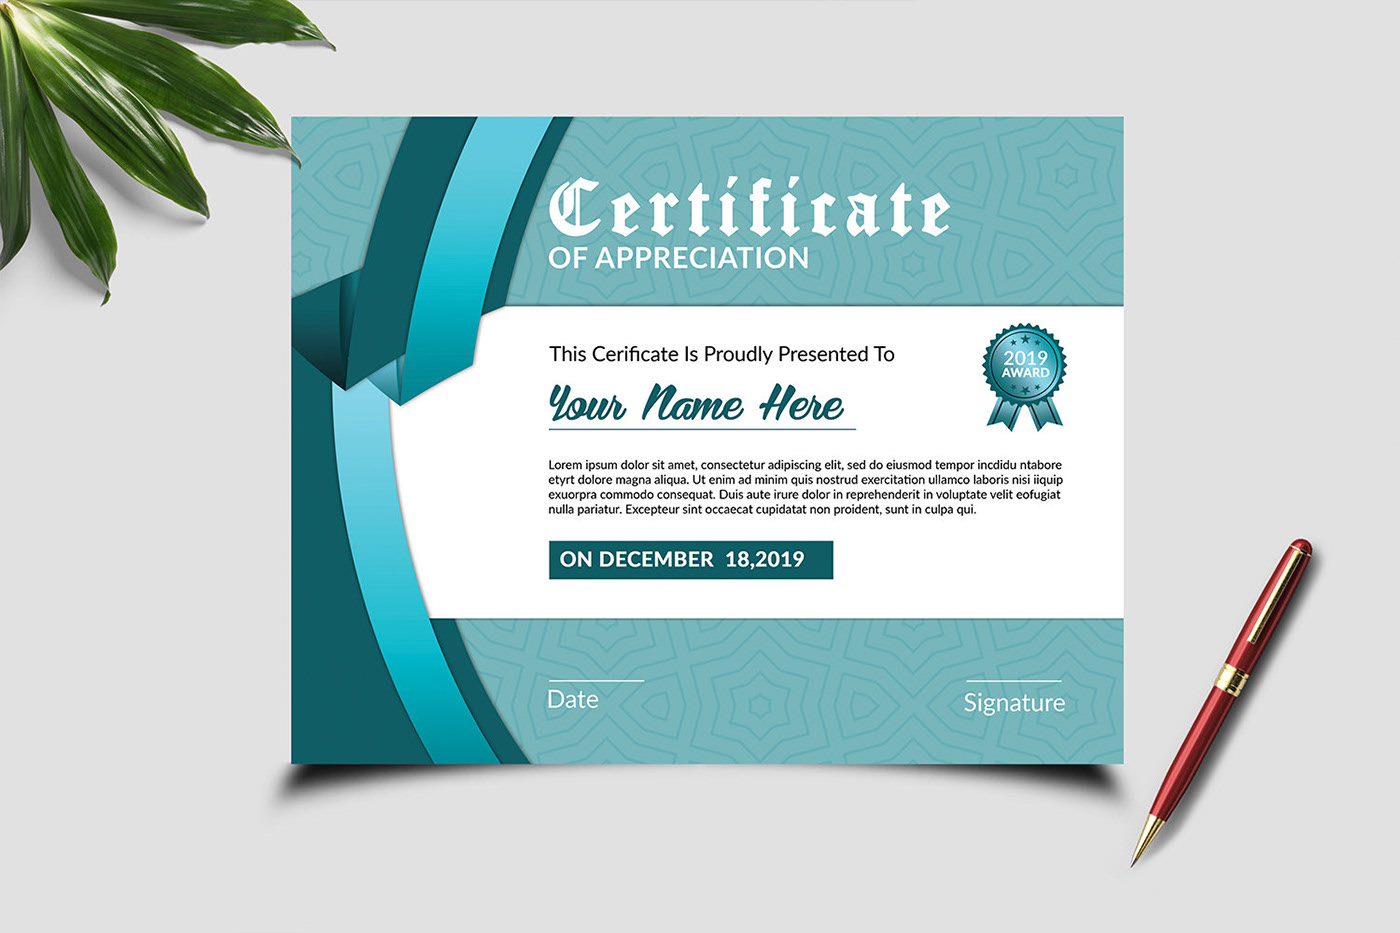 Certificate
OF APPRECIATION
This Cerificate Is Proudly Presented To
Your Name Here
2019
AWARD
Lorem ipsum dolor sit amet, consectetur adipiscing elit, sed do eiusmod tempor incdidu ntabore
etyrt dolore magna aliqua. Ut enim ad minim quis nostrud exercitation ullamco laboris nisi iiquip
exuorpra commodo consequat. Duis aute irure dolor in reprehenderit in voluptate velit eofugiat
nulla pariatur. Excepteur sint occaecat cupidatat non proident, sunt in culpa qui.
ON DECEMBER 18,2019
Date
Signature